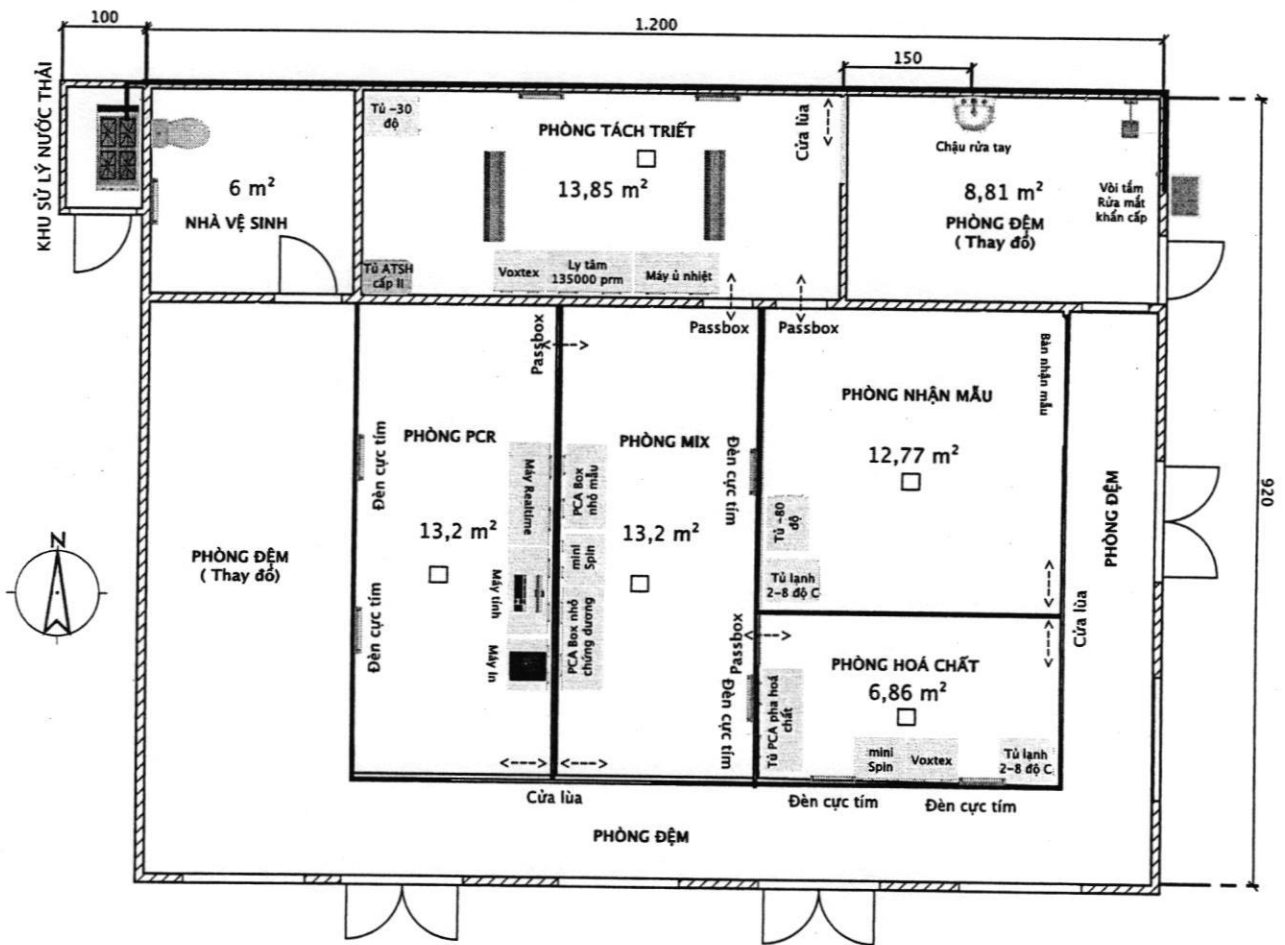 100
1.200
150
KHU SỬ LÝ NƯỚC THẢI
Tủ -30
độ
PHÒNG TÁCH TRIẾT
13,85 m²
Cửa lùa
Chậu rửa tay
8,81 m²
PHÒNG ĐỆM
( Thay đồ)
Vòi tắm
Rửa mắt
khẩn cấp
6 m²
NHÀ VỆ SINH
Tủ ATSH
cấp II
Voxtex
Ly tâm
135000 prm
Máy ủ nhiệt
Passbox
Passbox
Passbox
Bàn nhận mẫu
PHÒNG NHẬN MẪU
12,77 m²
PHÒNG PCR
13,2 m²
PHÒNG MIX
13,2 m²
Đèn cực tím
Đèn cực tím
Máy Realtime
Máy tính
Máy in
PCA Box
nhỏ mẫu
mini
Spin
PCA Box nhỏ
chứng dương
Đèn cực tím
Đèn cực tím
Tủ -80
độ
Tủ lạnh
2-8 độ C
PHÒNG ĐỆM
920
N
PHÒNG ĐỆM
( Thay đồ)
Cửa lùa
Passbox
PHÒNG HOÁ CHẤT
6,86 m²
Tủ PCA pha hoá
chất
mini
Spin
Voxtex
Tủ lạnh
2-8 độ C
Cửa lùa
Đèn cực tím
Đèn cực tím
PHÒNG ĐỆM